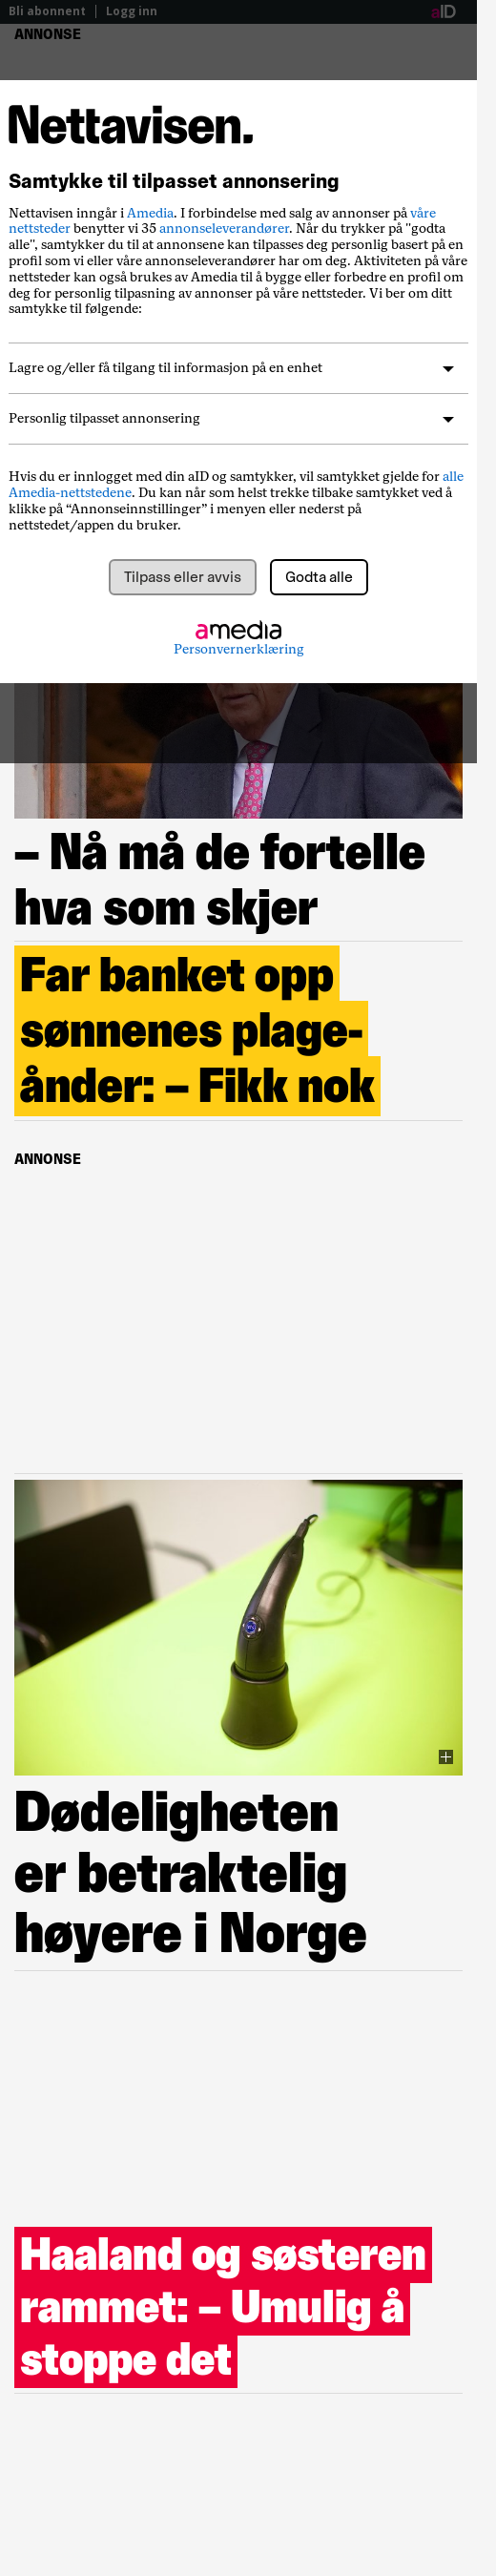 Bli abonnent | Logg inn aID
ANNONSE
Nettavisen.
Samtykke til tilpasset annonsering
Nettavisen inngår i Amedia. I forbindelse med salg av annonser på våre
nettsteder benytter vi 35 annonseleverandører. Når du trykker på "godta
alle", samtykker du til at annonsene kan tilpasses deg personlig basert på en
profil som vi eller våre annonseleverandører har om deg. Aktiviteten på våre
nettsteder kan også brukes av Amedia til å bygge eller forbedre en profil om
deg for personlig tilpasning av annonser på våre nettsteder. Vi ber om ditt
samtykke til følgende:
Lagre og/eller få tilgang til informasjon på en enhet
Personlig tilpasset annonsering
Hvis du er innlogget med din aID og samtykker, vil samtykket gjelde for alle
Amedia-nettstedene. Du kan når som helst trekke tilbake samtykket ved å
klikke på “Annonseinnstillinger” i menyen eller nederst på
nettstedet/appen du bruker.
Tilpass eller avvis Godta alle
amedia
Personvernerklæring
– Nå må de fortelle
hva som skjer
Far banket opp
sønnenes plage-
ånder: – Fikk nok
ANNONSE
Dødeligheten
er betraktelig
høyere i Norge
Haaland og søsteren
rammet: – Umulig å
stoppe det